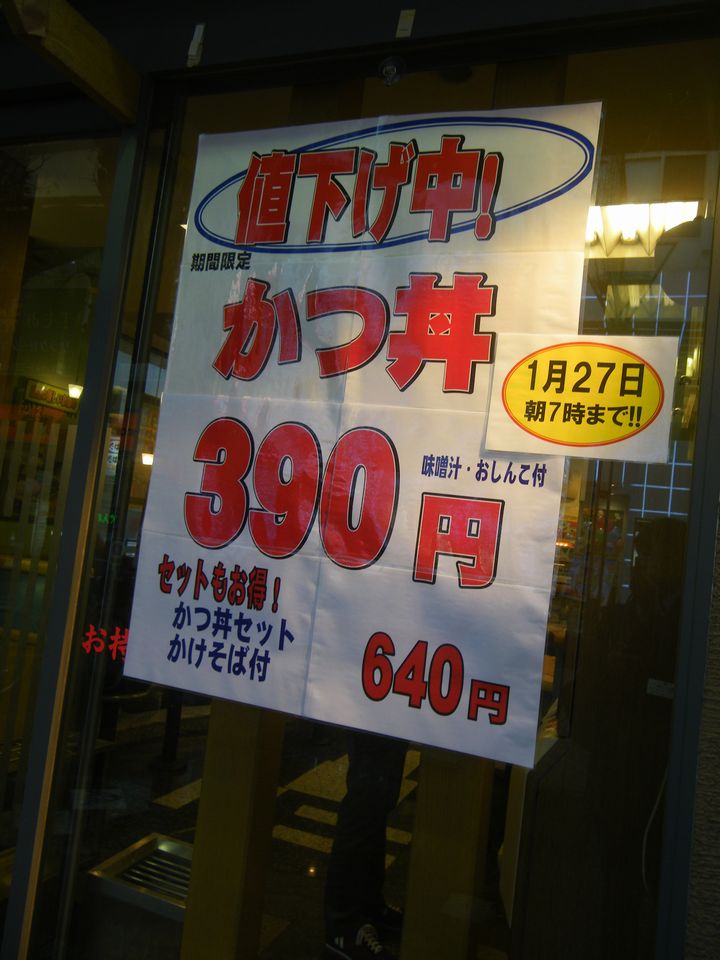 値下げ中!
期間限定
かつ丼
1月27日
朝7時まで!!
390円
味噌汁・おしんこ付
セットもお得!
かつ丼セット
かけそば付
640円
お持